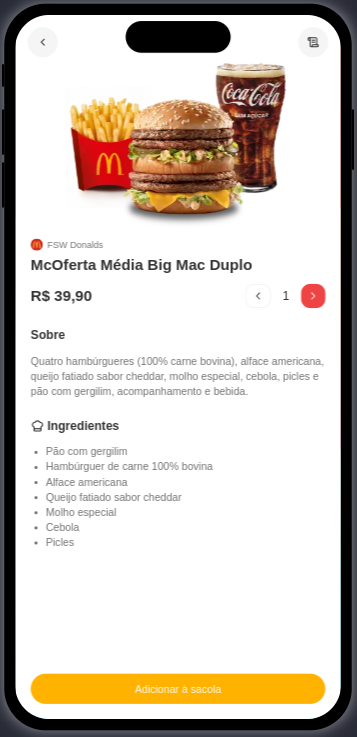 Coca-Cola
SEM AÇÚCAR
FSW Donalds
McOferta Média Big Mac Duplo
R$ 39,90
1
Sobre
Quatro hambúrgueres (100% carne bovina), alface americana,
queijo fatiado sabor cheddar, molho especial, cebola, picles e
pão com gergilim, acompanhamento e bebida.
Ingredientes
Pão com gergilim
Hambúrguer de carne 100% bovina
Alface americana
Queijo fatiado sabor cheddar
Molho especial
Cebola
Picles
Adicionar à sacola